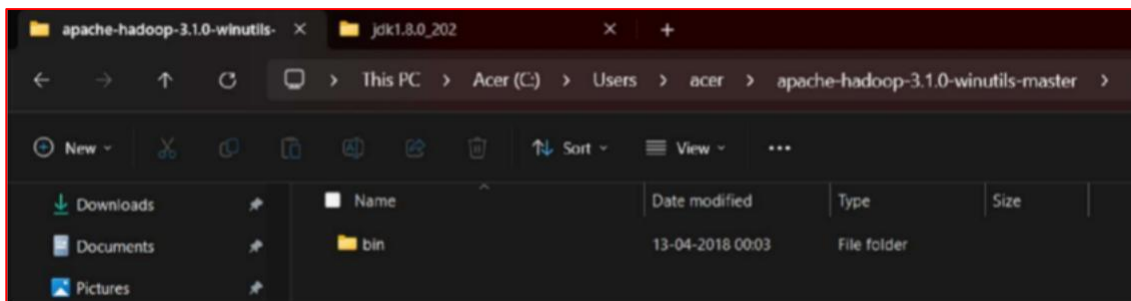 apache-hadoop-3.1.0-winutils- jdk1.8.0_202
This PC > Acer (C:) > Users > acer > apache-hadoop-3.1.0-winutils-master >
New Sort View
Downloads Name Date modified Type Size
Documents bin 13-04-2018 00:03 File folder
Pictures